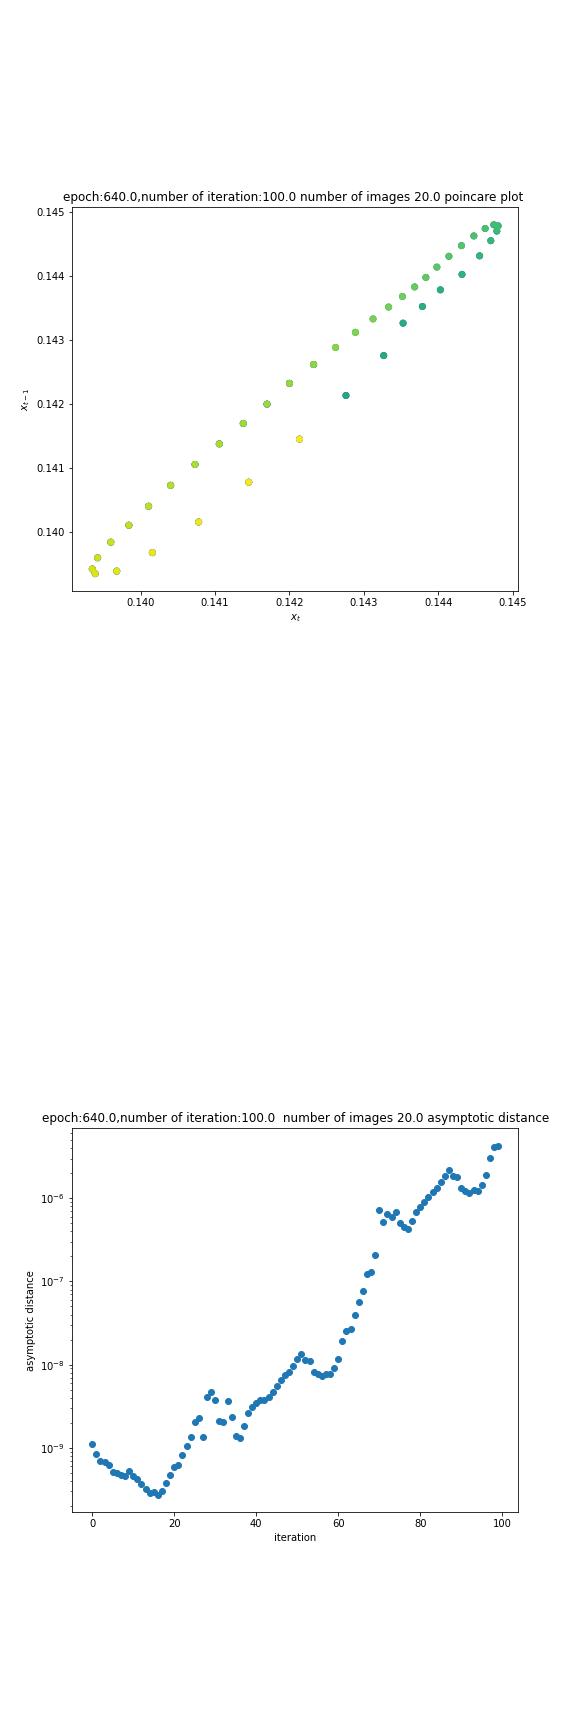 epoch:640.0,number of iteration:100.0 number of images 20.0 poincare plot
0.145
0.144
0.143
0.142
0.141
0.140
x_{t-1}
0.140 0.141 0.142 0.143 0.144 0.145
x_t
epoch:640.0,number of iteration:100.0  number of images 20.0 asymptotic distance
10^{-6}
10^{-7}
10^{-8}
10^{-9}
asymptotic distance
0 20 40 60 80 100
iteration